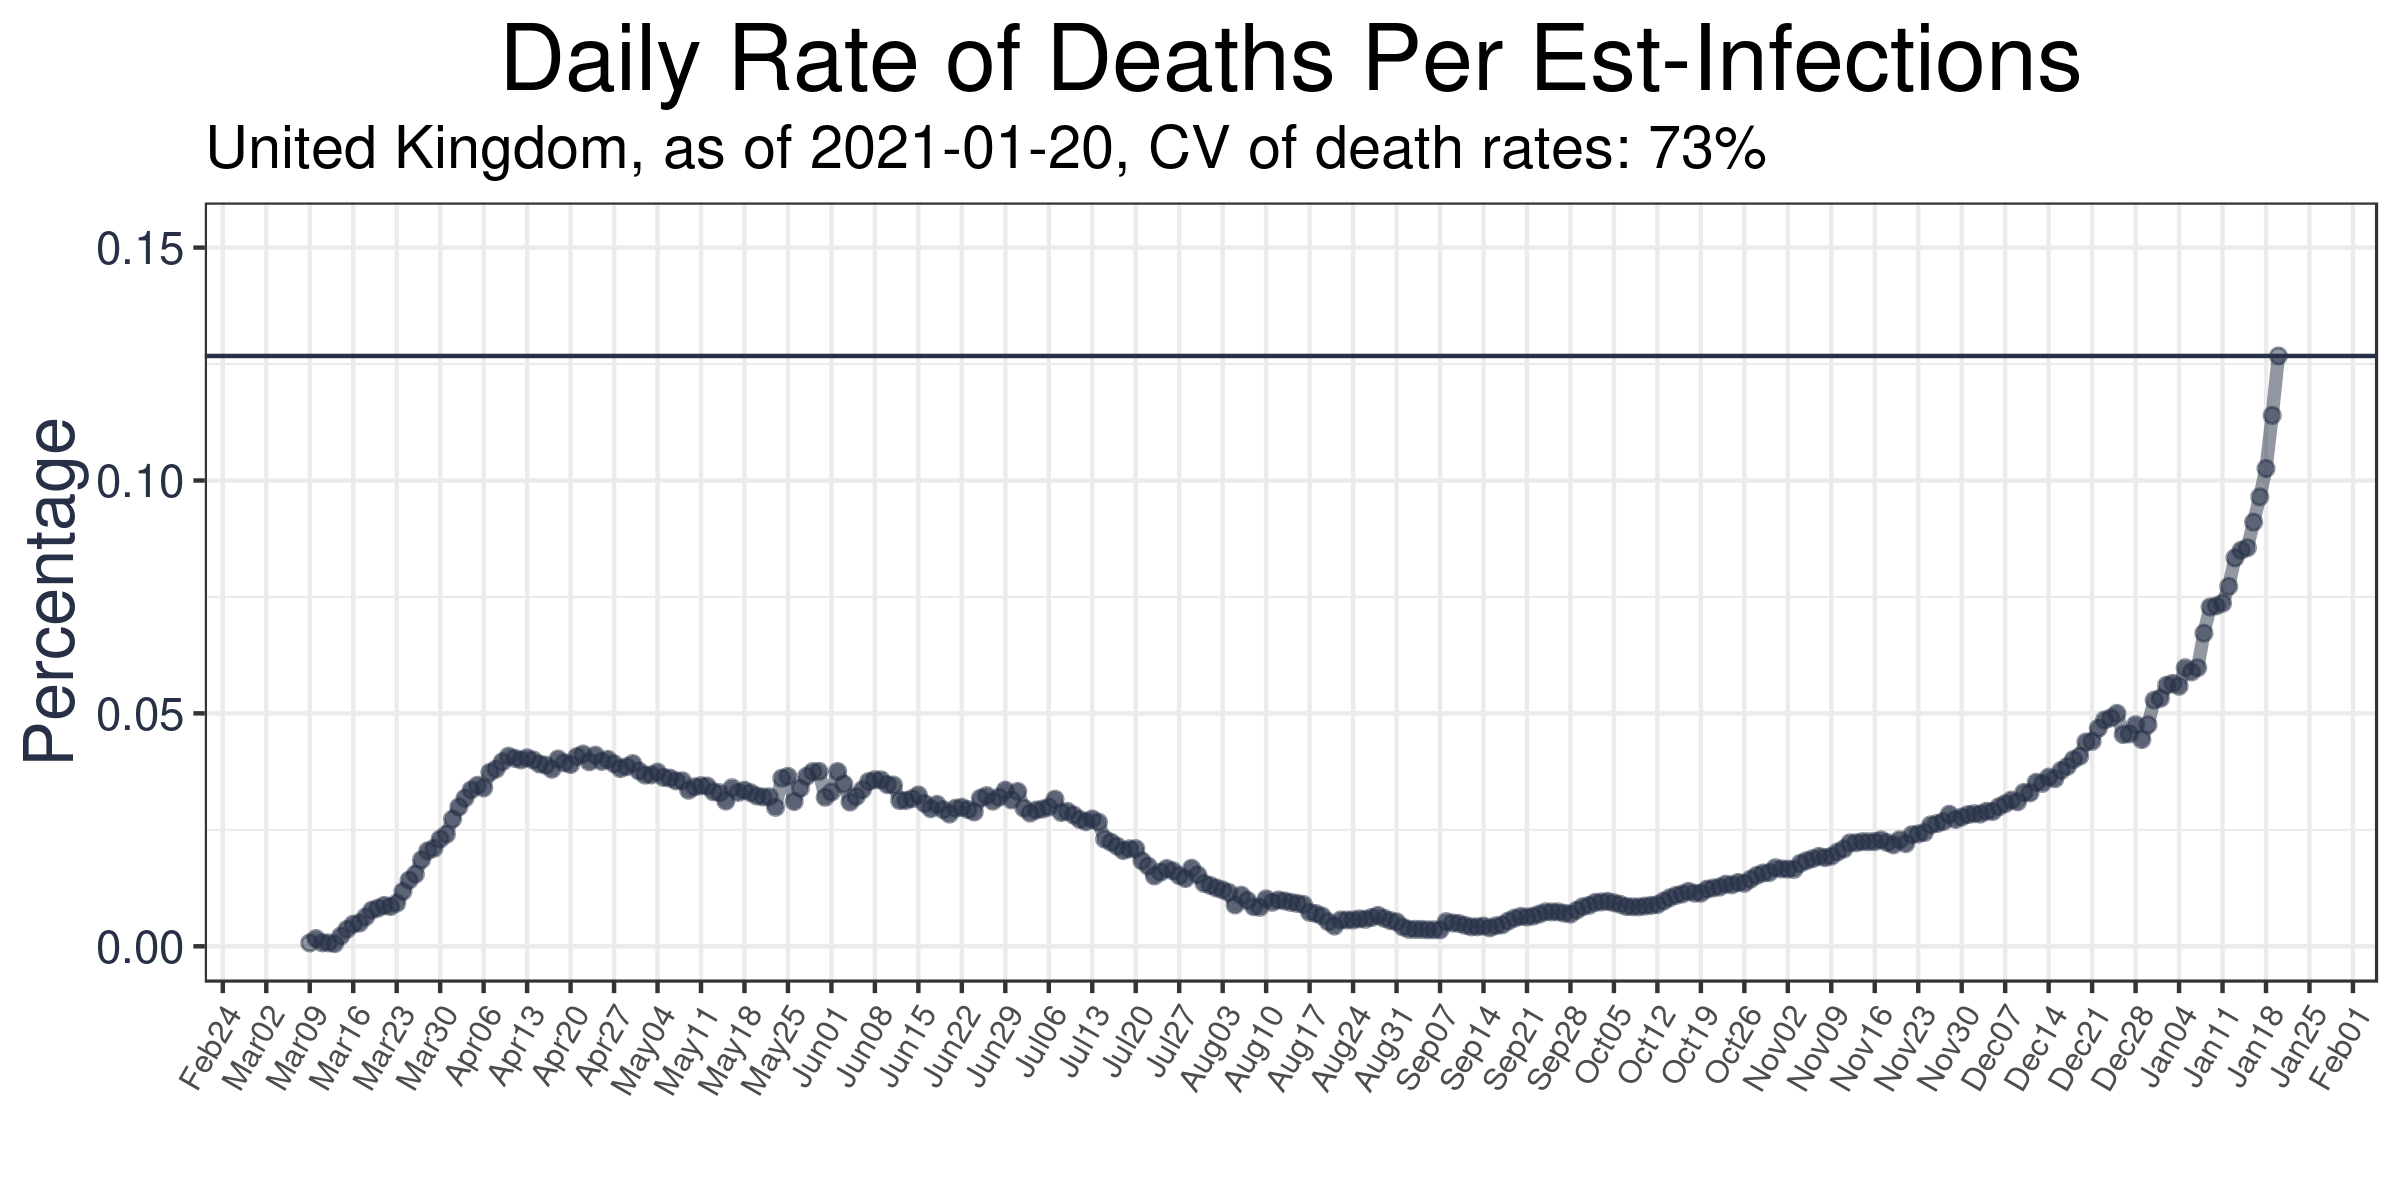 Daily Rate of Deaths Per Est-Infections
United Kingdom, as of 2021-01-20, CV of death rates: 73%
Percentage
0.15
0.10
0.05
0.00
Feb24
Mar02
Mar09
Mar16
Mar23
Mar30
Apr06
Apr13
Apr20
Apr27
May04
May11
May18
May25
Jun01
Jun08
Jun15
Jun22
Jun29
Jul06
Jul13
Jul20
Jul27
Aug03
Aug10
Aug17
Aug24
Aug31
Sep07
Sep14
Sep21
Sep28
Oct05
Oct12
Oct19
Oct26
Nov02
Nov09
Nov16
Nov23
Nov30
Dec07
Dec14
Dec21
Dec28
Jan04
Jan11
Jan18
Jan25
Feb01